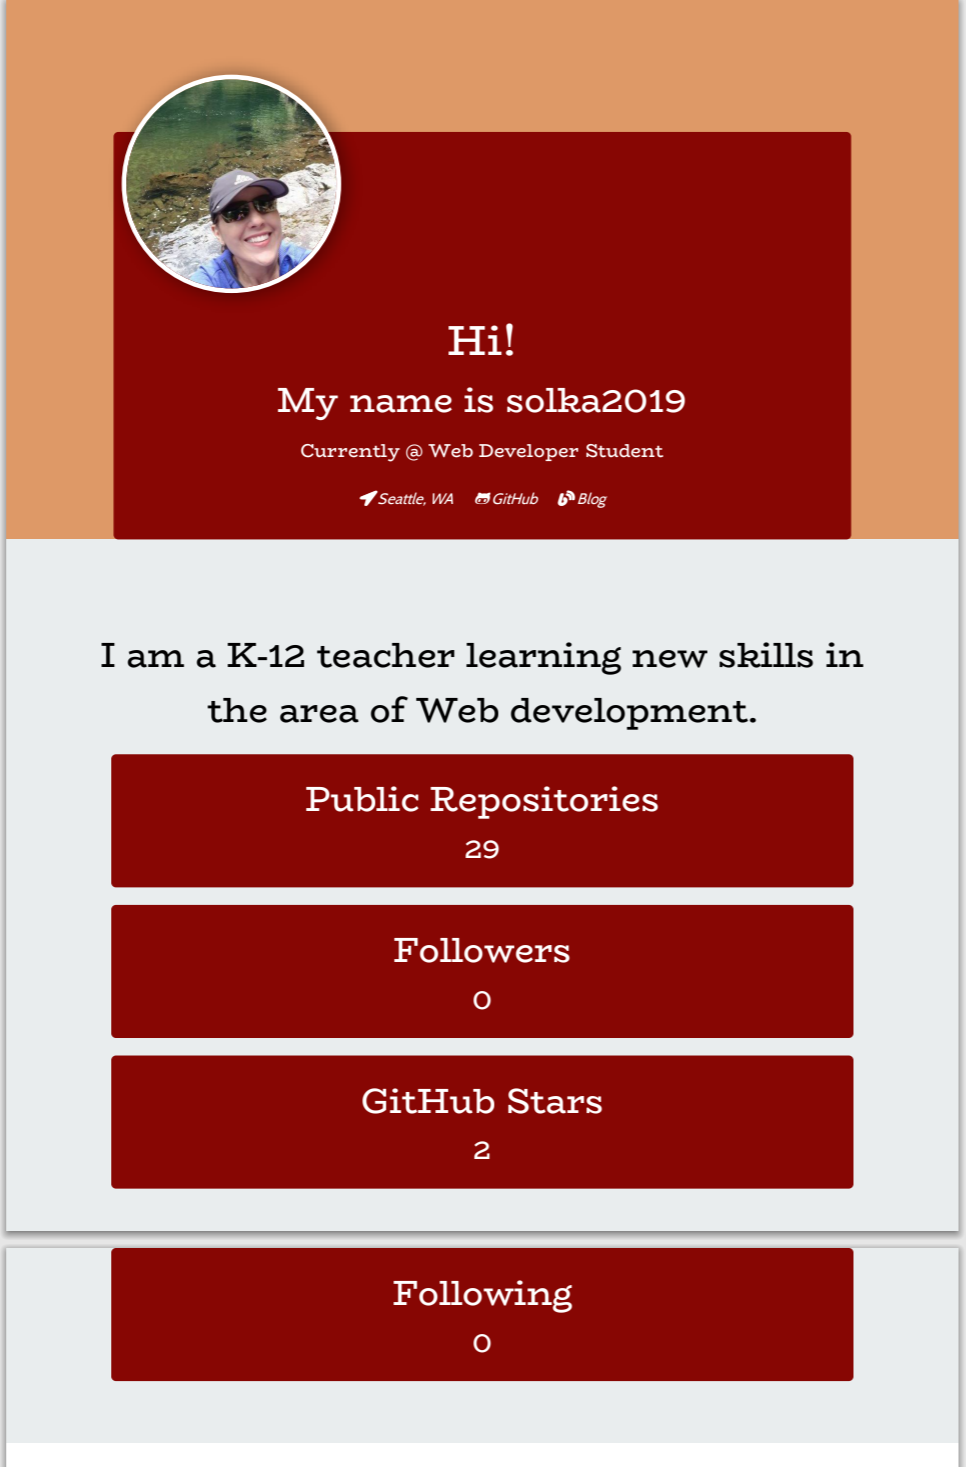 Hi!
My name is solka2019
Currently @ Web Developer Student
Seattle, WA GitHub Blog
I am a K-12 teacher learning new skills in
the area of Web development.
Public Repositories
29
Followers
0
GitHub Stars
2
Following
0